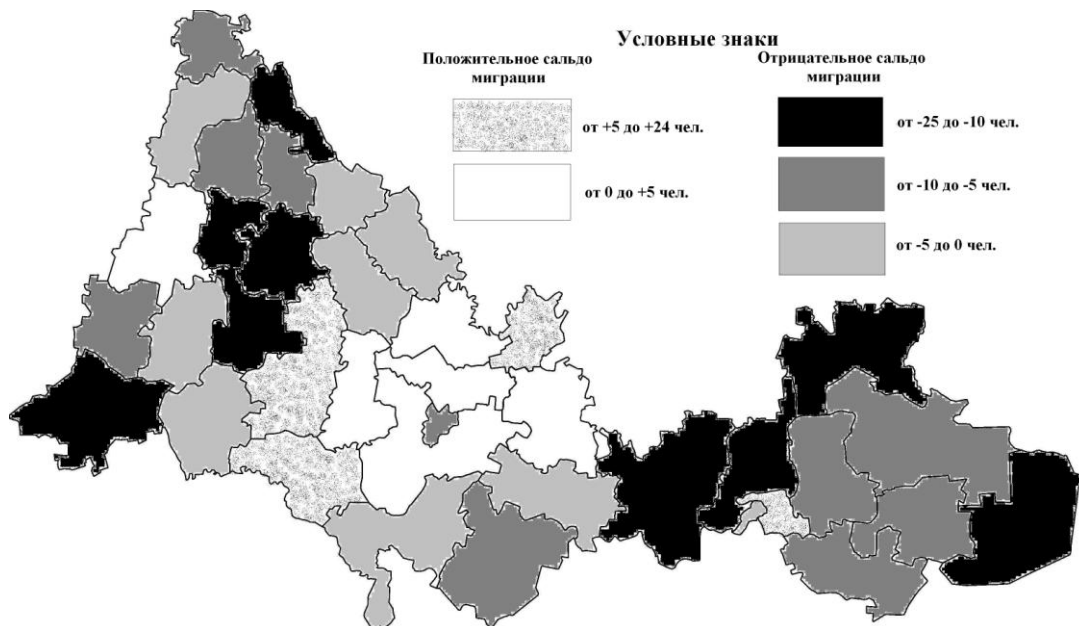 Условные знаки
Положительное сальдо
миграции
от +5 до +24 чел.
от 0 до +5 чел.
Отрицательное сальдо
миграции
от -25 до -10 чел.
от -10 до -5 чел.
от -5 до 0 чел.